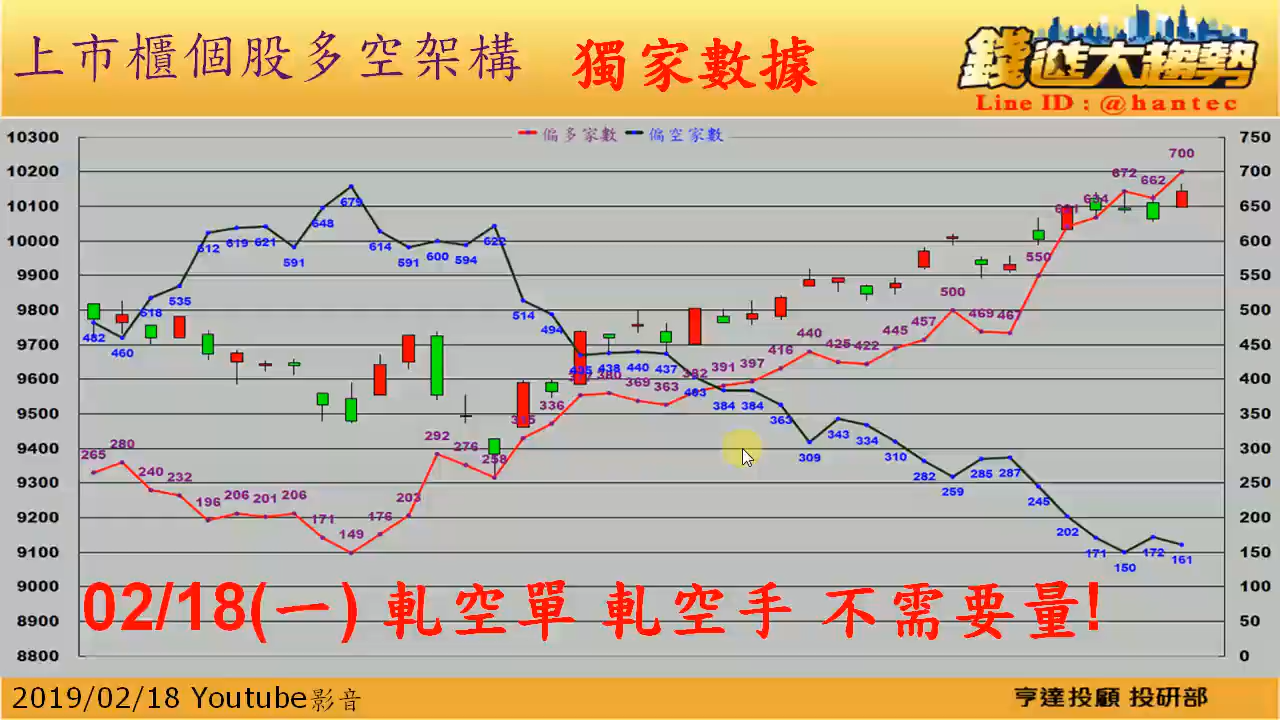 上市櫃個股多空架構 獨家數據
錢進大趨勢
Line ID : @hantec
偏多家數 偏空家數
10300 750
10200 700
10100 650
10000 600
9900 550
9800 500
9700 450
9600 400
9500 350
9400 300
9300 250
9200 200
9100 150
9000 100
8900 50
8800 0
482 460 518 535 612 619 621 591 648 679 614 591 600 594 622 514 494 435 438 440 437 403 384 384 363 309 343 334 310 282 259 285 287 245 202 171 150 172 161
265 280 240 232 196 206 201 206 171 149 176 203 292 276 258 315 336 377 380 369 363 382 391 397 416 440 425 422 445 457 500 469 467 550 621 634 672 662 700
02/18(一) 軋空單 軋空手 不需要量!
2019/02/18 Youtube影音
亨達投顧 投研部